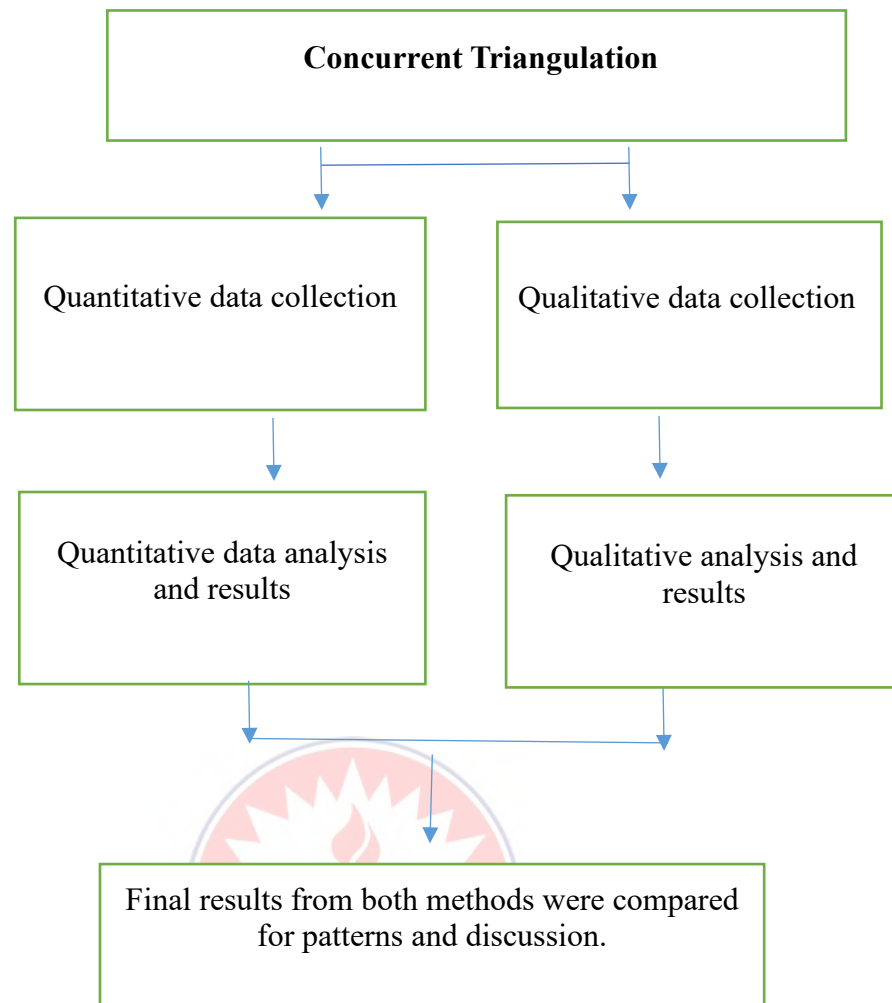 Concurrent Triangulation
Quantitative data collection
Qualitative data collection
Quantitative data analysis
and results
Qualitative analysis and
results
Final results from both methods were compared
for patterns and discussion.